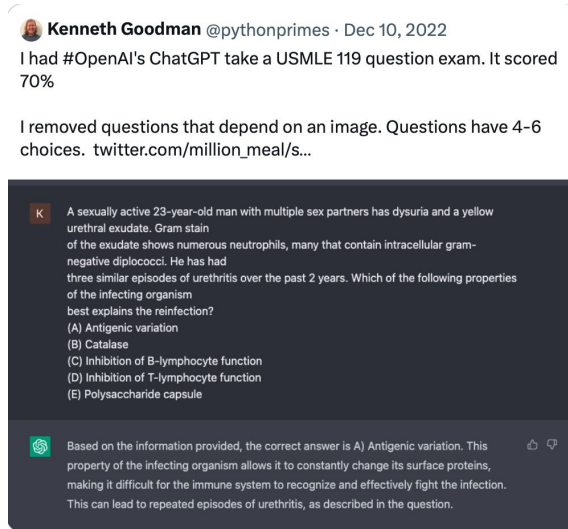 Kenneth Goodman @pythonprimes · Dec 10, 2022
I had #OpenAI's ChatGPT take a USMLE 119 question exam. It scored
70%
I removed questions that depend on an image. Questions have 4-6
choices. twitter.com/million_meal/s...
K
A sexually active 23-year-old man with multiple sex partners has dysuria and a yellow
urethral exudate. Gram stain
of the exudate shows numerous neutrophils, many that contain intracellular gram-
negative diplococci. He has had
three similar episodes of urethritis over the past 2 years. Which of the following properties
of the infecting organism
best explains the reinfection?
(A) Antigenic variation
(B) Catalase
(C) Inhibition of B-lymphocyte function
(D) Inhibition of T-lymphocyte function
(E) Polysaccharide capsule
Based on the information provided, the correct answer is A) Antigenic variation. This
property of the infecting organism allows it to constantly change its surface proteins,
making it difficult for the immune system to recognize and effectively fight the infection.
This can lead to repeated episodes of urethritis, as described in the question.